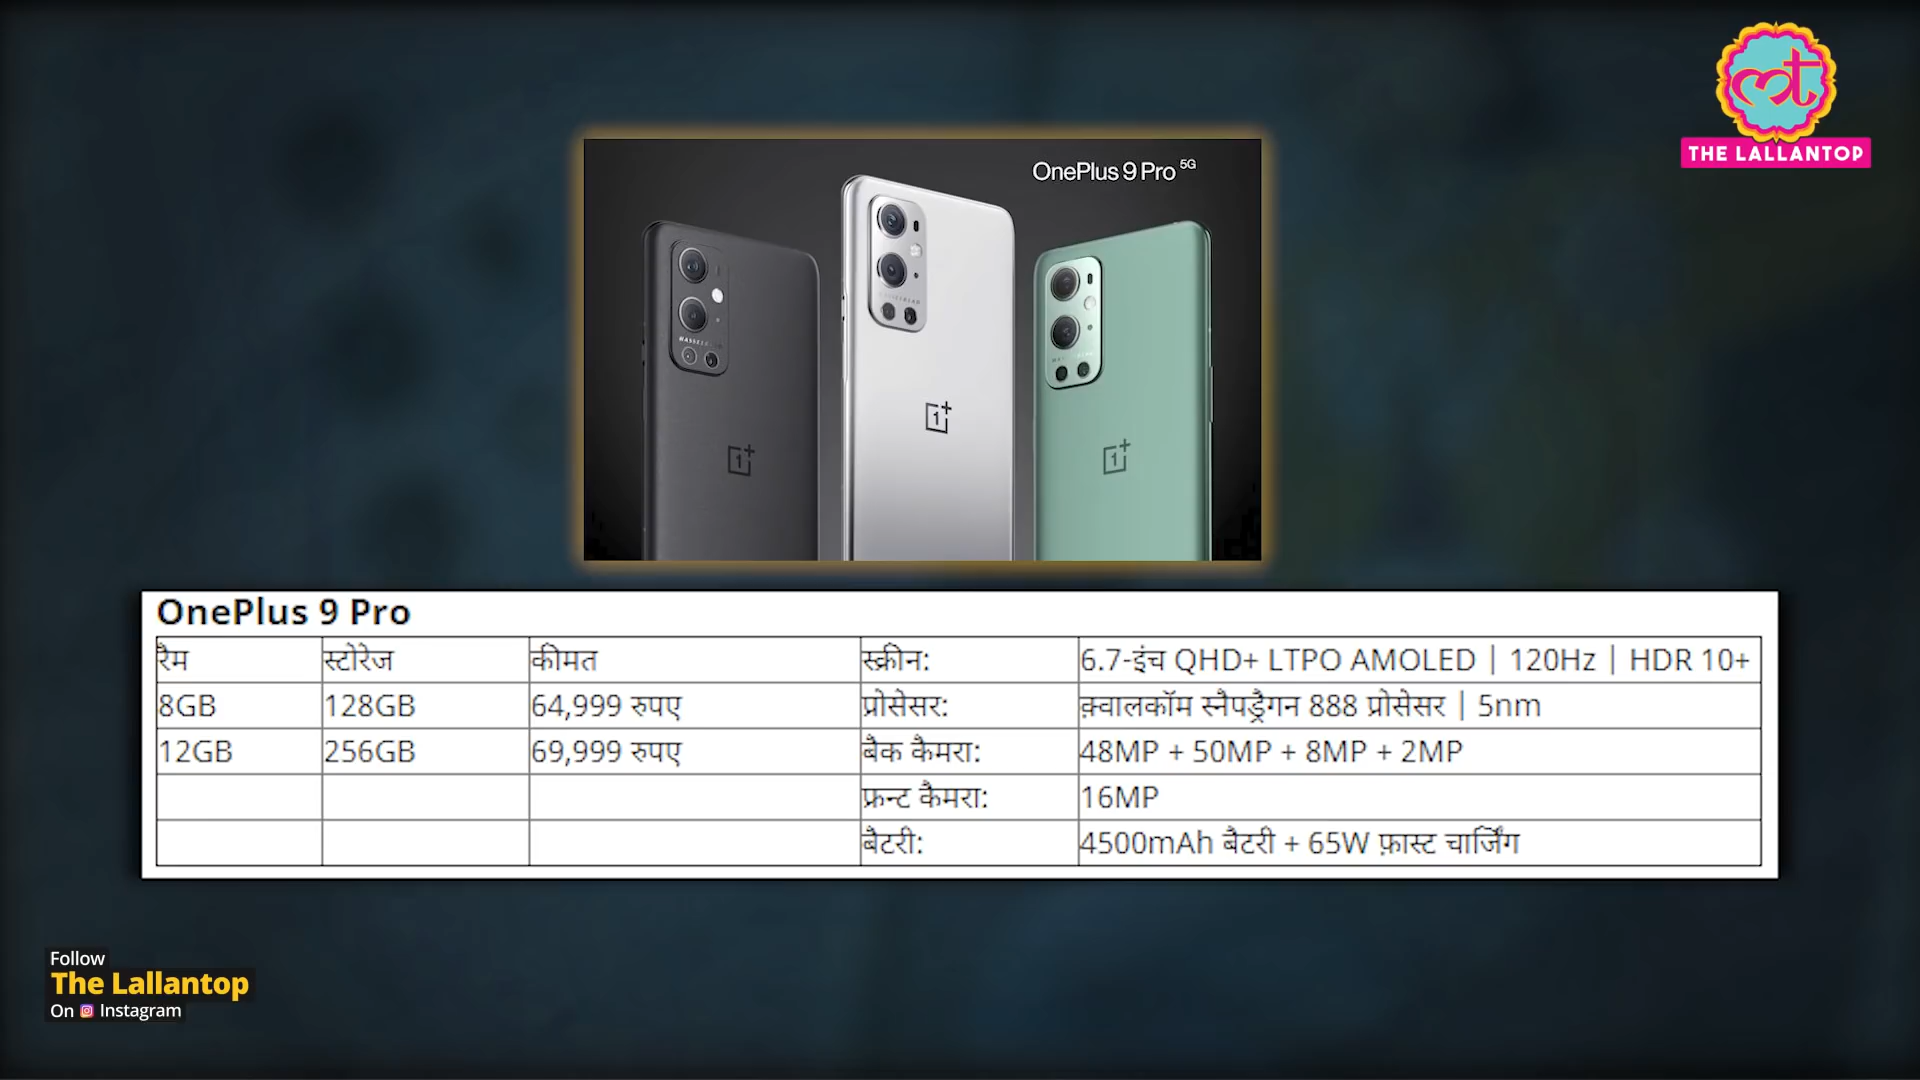 THE LALLANTOP
OnePlus 9 Pro 5G
HASSELBLAD
OnePlus 9 Pro
रैम स्टोरेज कीमत स्क्रीन: 6.7-इंच QHD+ LTPO AMOLED | 120Hz | HDR 10+
8GB 128GB 64,999 रुपए प्रोसेसर: क़्वालकॉम स्नैपड्रैगन 888 प्रोसेसर | 5nm
12GB 256GB 69,999 रुपए बैक कैमरा: 48MP + 50MP + 8MP + 2MP
फ्रन्ट कैमरा: 16MP
बैटरी: 4500mAh बैटरी + 65W फ़ास्ट चार्जिंग
Follow
The Lallantop
On Instagram